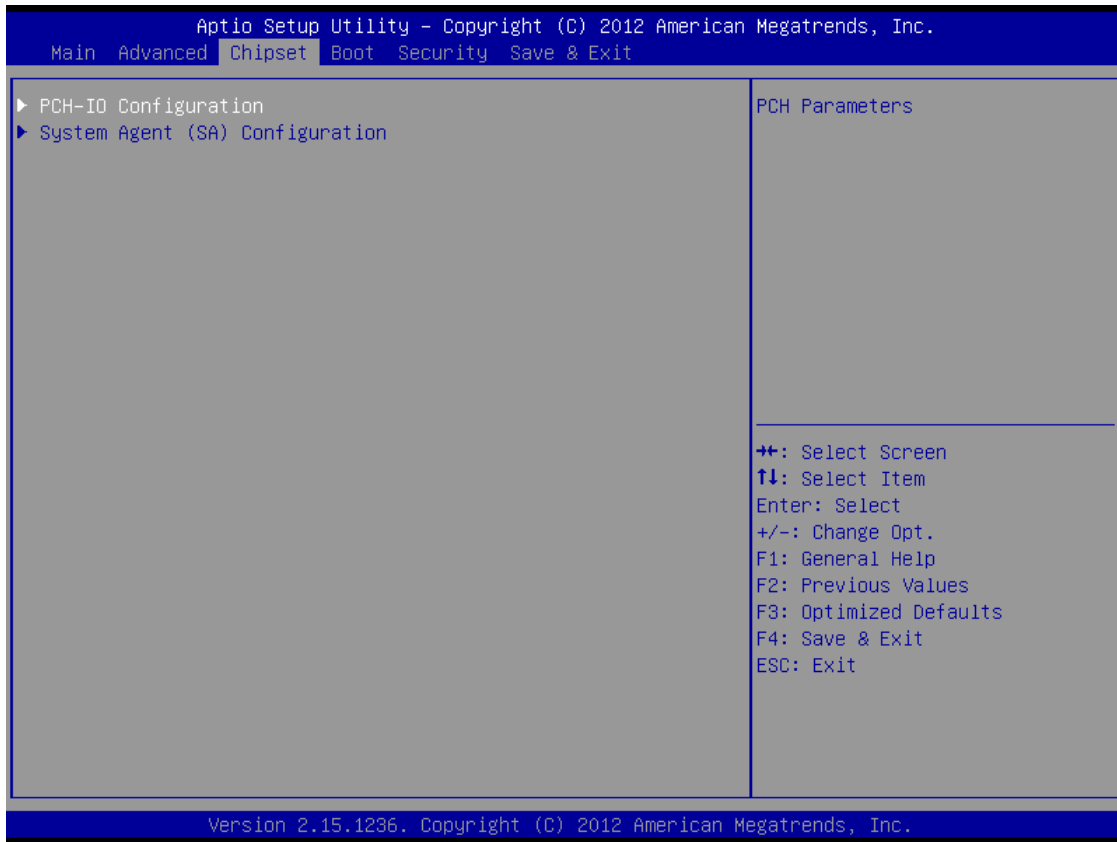 Aptio Setup Utility – Copyright (C) 2012 American Megatrends, Inc.
Main Advanced Chipset Boot Security Save & Exit
► PCH-IO Configuration
► System Agent (SA) Configuration
PCH Parameters
→←: Select Screen
↑↓: Select Item
Enter: Select
+/-: Change Opt.
F1: General Help
F2: Previous Values
F3: Optimized Defaults
F4: Save & Exit
ESC: Exit
Version 2.15.1236. Copyright (C) 2012 American Megatrends, Inc.